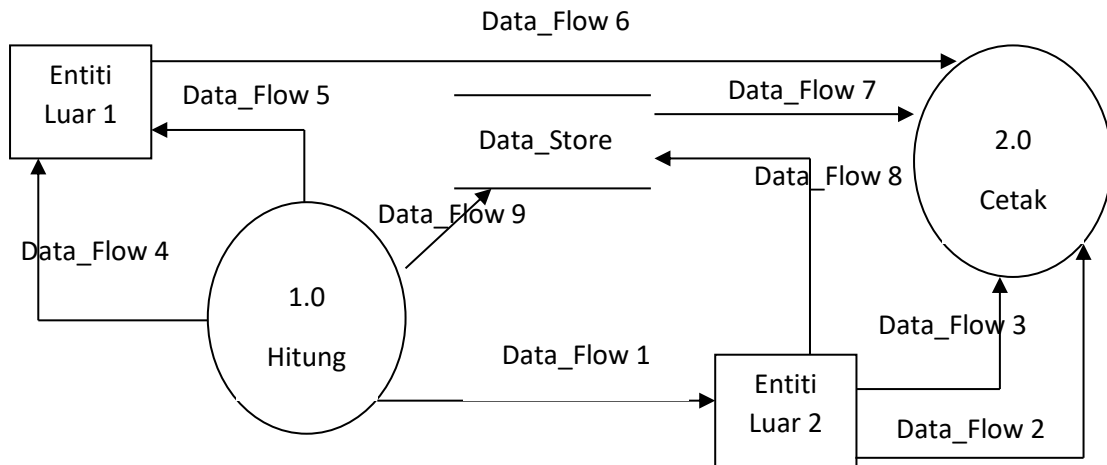 Data_Flow 6
Entiti
Luar 1
Data_Flow 5
Data_Flow 7
Data_Store
2.0
Cetak
Data_Flow 8
Data_Flow 9
Data_Flow 4
1.0
Hitung
Data_Flow 3
Data_Flow 1
Entiti
Luar 2
Data_Flow 2